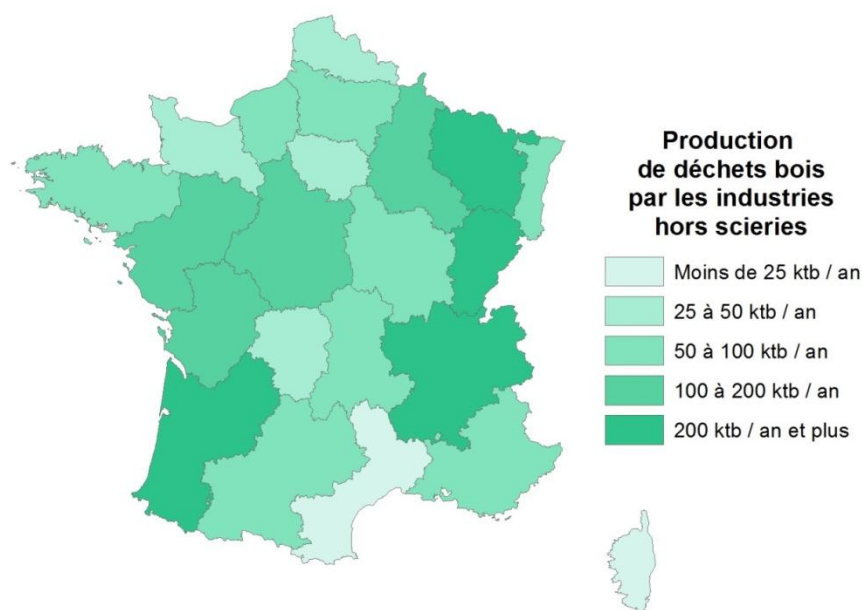 Production
de déchets bois
par les industries
hors scieries
Moins de 25 ktb / an
25 à 50 ktb / an
50 à 100 ktb / an
100 à 200 ktb / an
200 ktb / an et plus